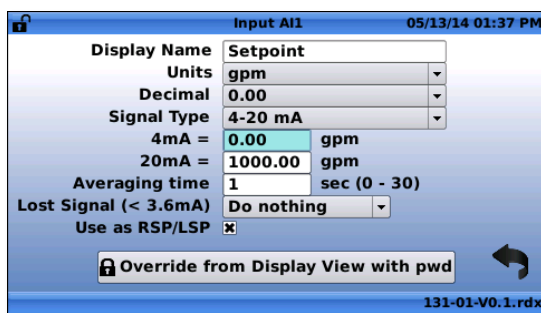 Input AI1 05/13/14 01:37 PM
Display Name Setpoint
Units gpm
Decimal 0.00
Signal Type 4-20 mA
4mA = 0.00 gpm
20mA = 1000.00 gpm
Averaging time 1 sec (0 - 30)
Lost Signal (< 3.6mA) Do nothing
Use as RSP/LSP
Override from Display View with pwd
131-01-V0.1.rdx